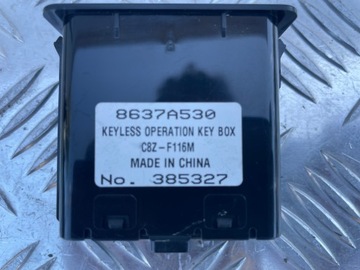 8637A530
KEYLESS OPERATION KEY BOX
C8Z-F116M
MADE IN CHINA
No. 385327